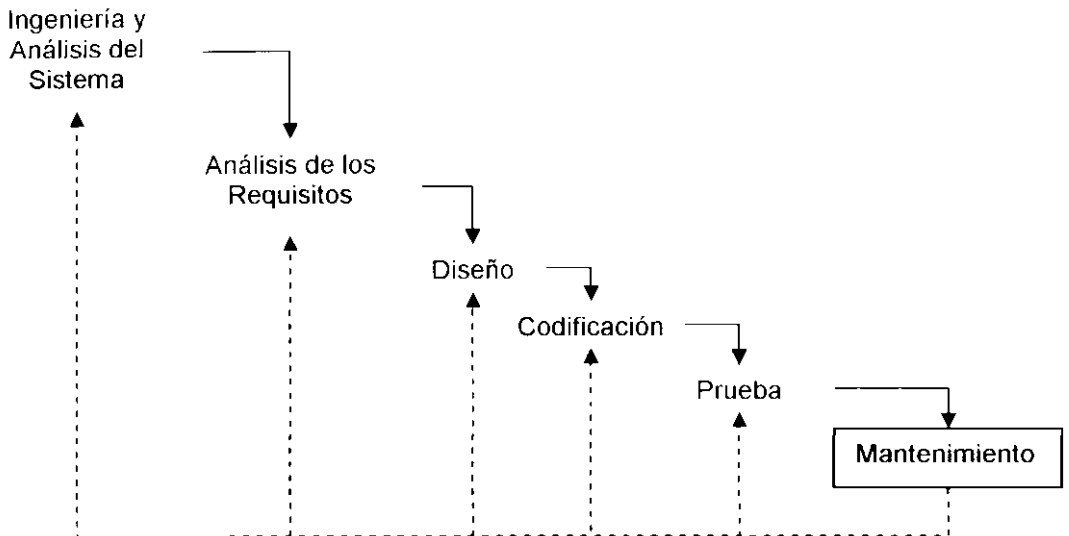 Ingeniería y
Análisis del
Sistema
Análisis de los
Requisitos
Diseño
Codificación
Prueba
Mantenimiento